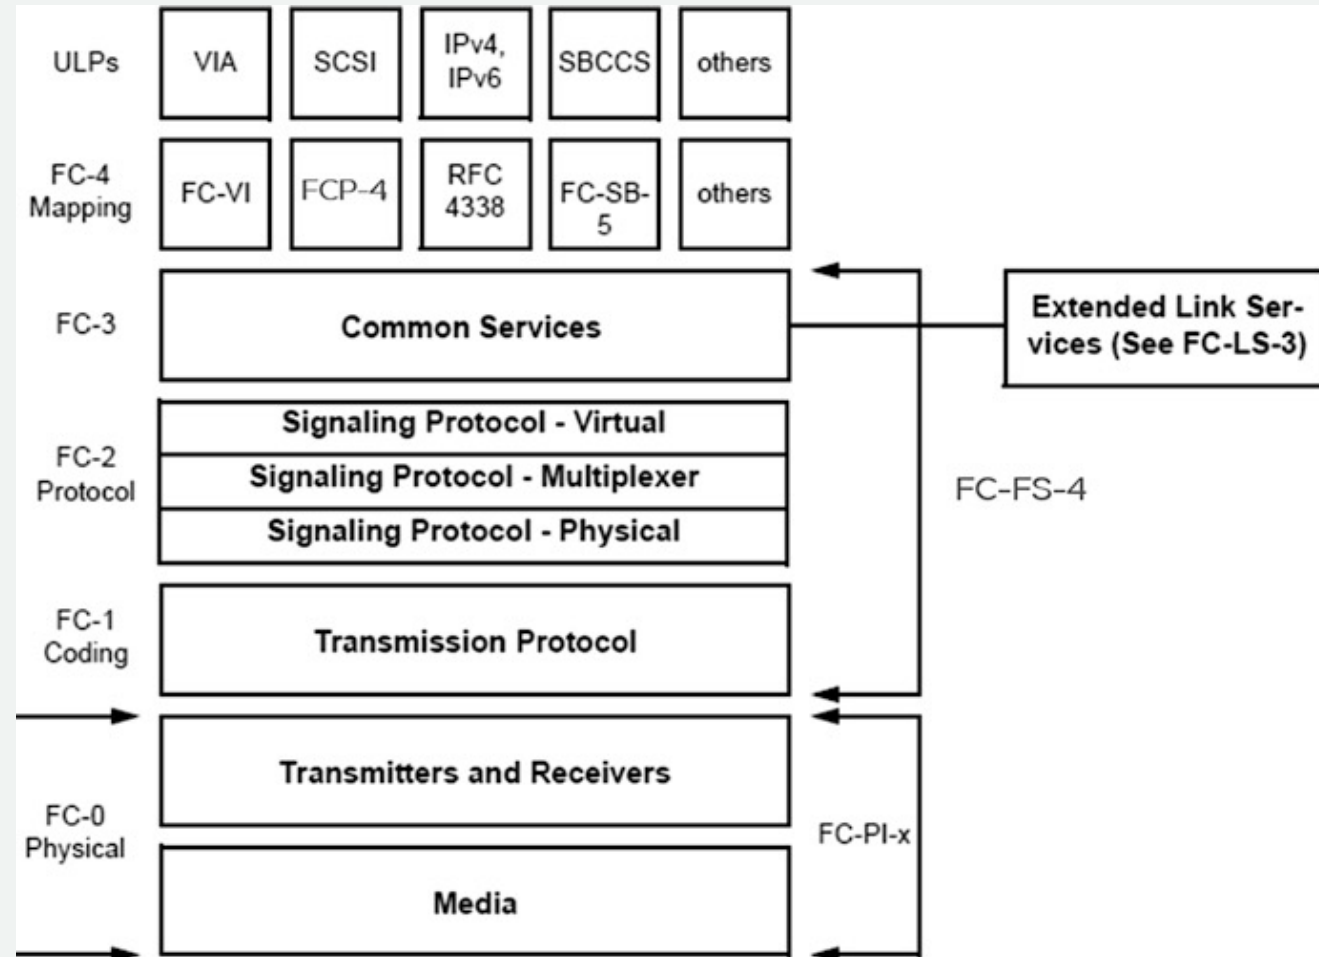 ULPs
VIA
SCSI
IPv4,
IPv6
SBCCS
others
FC-4
Mapping
FC-VI
FCP-4
RFC
4338
FC-SB-
5
others
FC-3
Common Services
Extended Link Ser-
vices (See FC-LS-3)
FC-2
Protocol
Signaling Protocol - Virtual
Signaling Protocol - Multiplexer
Signaling Protocol - Physical
FC-FS-4
FC-1
Coding
Transmission Protocol
FC-0
Physical
Transmitters and Receivers
Media
FC-PI-x